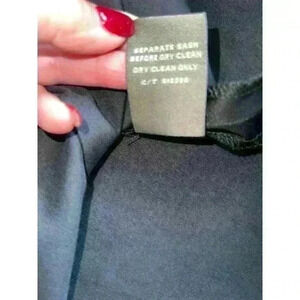 SEPARATE SASH
BEFORE DRY CLEAN
DRY CLEAN ONLY
C/T